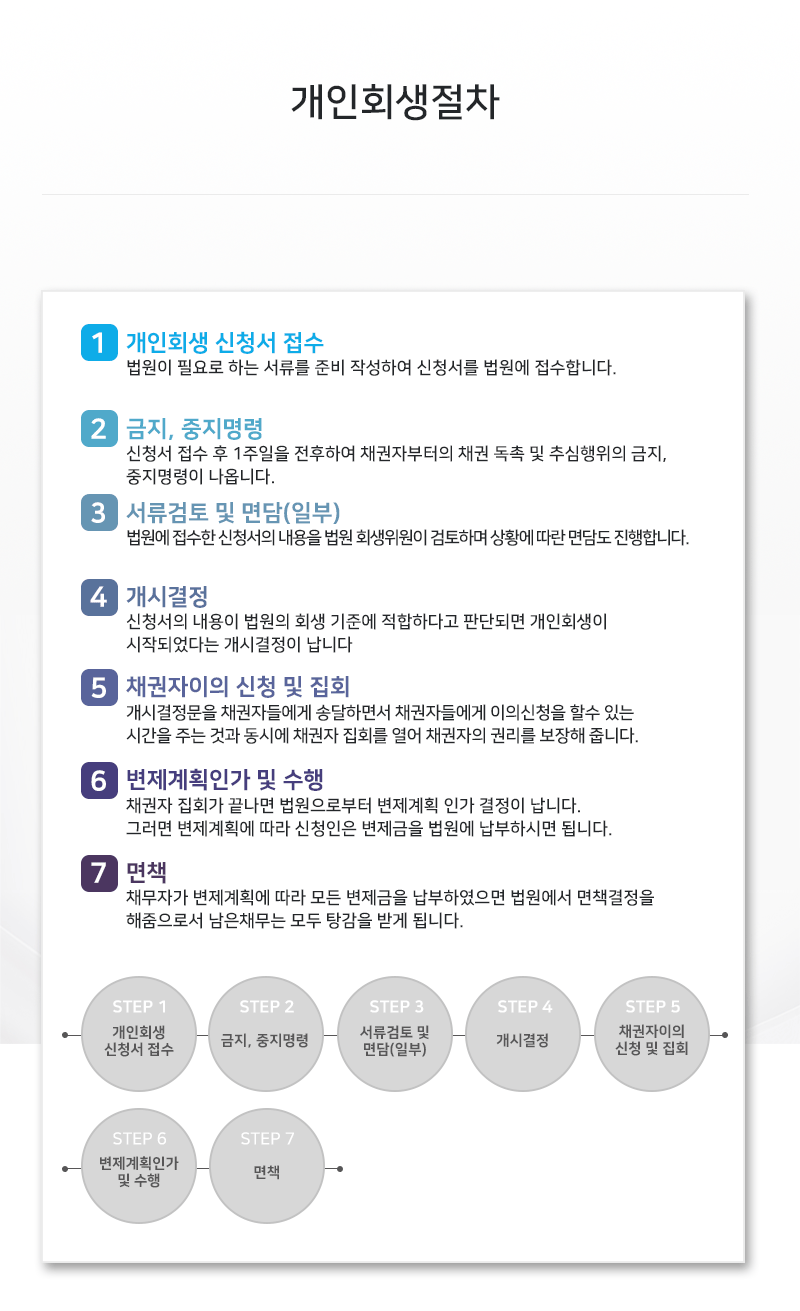 개인회생절차
1 개인회생 신청서 접수
법원이 필요로 하는 서류를 준비 작성하여 신청서를 법원에 접수합니다.
2 금지, 중지명령
신청서 접수 후 1주일을 전후하여 채권자부터의 채권 독촉 및 추심행위의 금지,
중지명령이 나옵니다.
3 서류검토 및 면담(일부)
법원에 접수한 신청서의 내용을 법원 회생위원이 검토하며 상황에 따란 면담도 진행합니다.
4 개시결정
신청서의 내용이 법원의 회생 기준에 적합하다고 판단되면 개인회생이
시작되었다는 개시결정이 납니다
5 채권자이의 신청 및 집회
개시결정문을 채권자들에게 송달하면서 채권자들에게 이의신청을 할수 있는
시간을 주는 것과 동시에 채권자 집회를 열어 채권자의 권리를 보장해 줍니다.
6 변제계획인가 및 수행
채권자 집회가 끝나면 법원으로부터 변제계획 인가 결정이 납니다.
그러면 변제계획에 따라 신청인은 변제금을 법원에 납부하시면 됩니다.
7 면책
채무자가 변제계획에 따라 모든 변제금을 납부하였으면 법원에서 면책결정을
해줌으로서 남은채무는 모두 탕감을 받게 됩니다.
STEP 1
개인회생
신청서 접수
STEP 2
금지, 중지명령
STEP 3
서류검토 및
면담(일부)
STEP 4
개시결정
STEP 5
채권자이의
신청 및 집회
STEP 6
변제계획인가
및 수행
STEP 7
면책